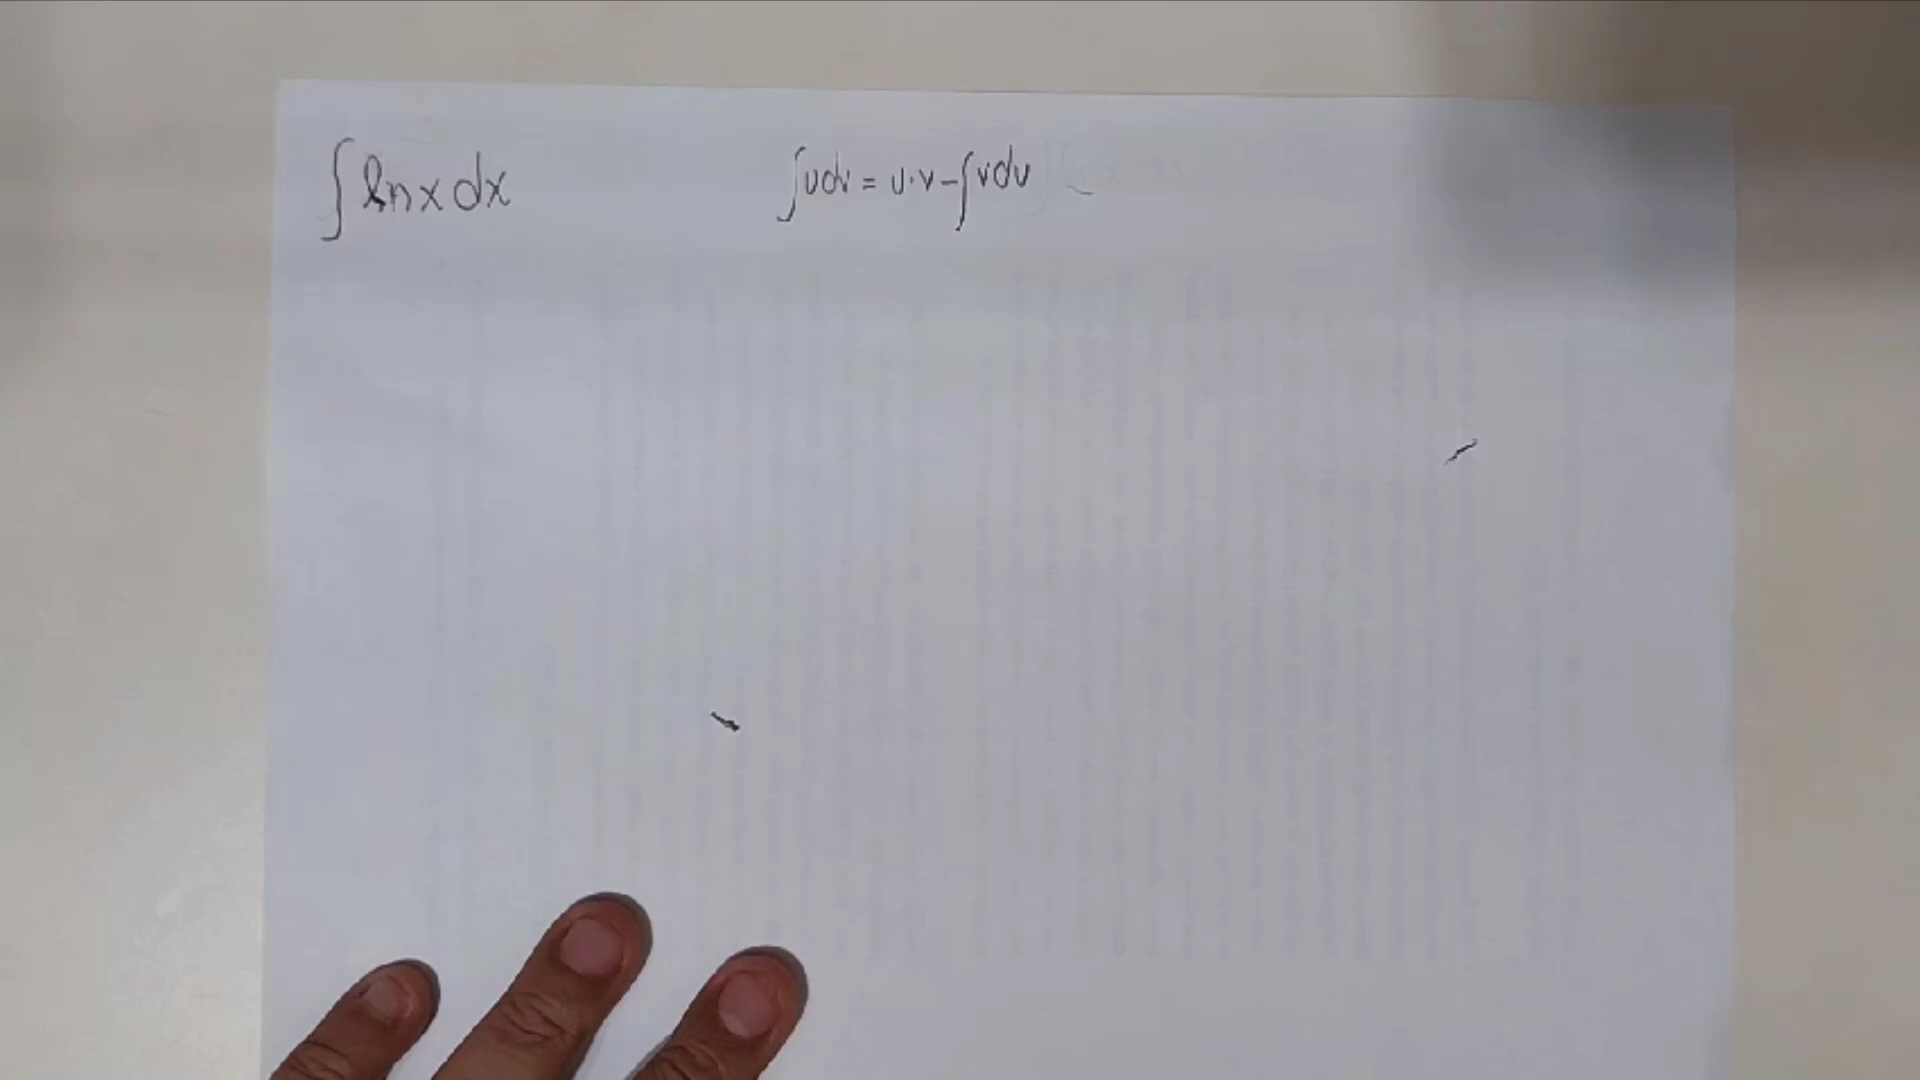 ∫ ln x dx
∫ u dv = u·v - ∫ v du